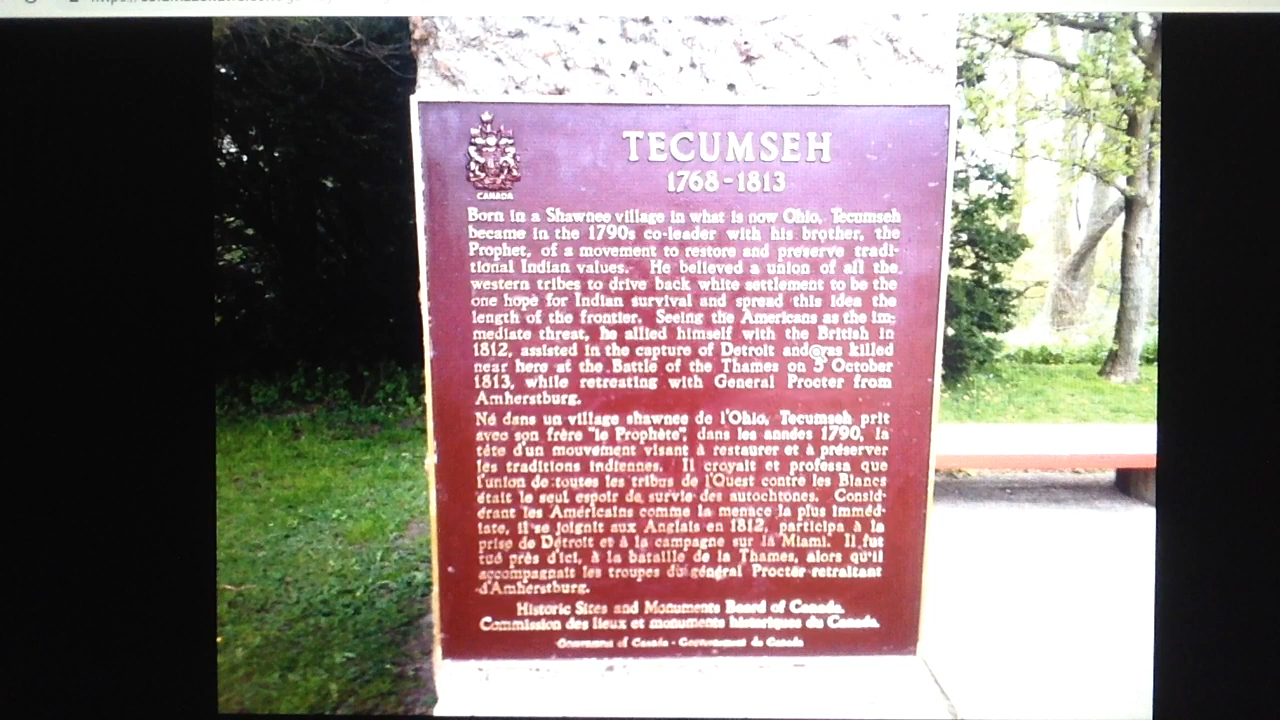 CANADA
TECUMSEH
1768-1813
Born in a Shawnee village in what is now Ohio, Tecumseh
became in the 1790s co-leader with his brother, the
Prophet, of a movement to restore and preserve tradi-
tional Indian values. He believed a union of all the
western tribes to drive back white settlement to be the
one hope for Indian survival and spread this idea the
length of the frontier. Seeing the Americans as the im-
mediate threat, he allied himself with the British in
1812, assisted in the capture of Detroit and was killed
near here at the Battle of the Thames on 5 October
1813, while retreating with General Procter from
Amherstburg.
Né dans un village shawnee de l'Ohio, Tecumseh prit
avec son frère "le Prophète", dans les années 1790, la
tête d'un mouvement visant à restaurer et à préserver
les traditions indiennes. Il croyait et professa que
l'union de toutes les tribus de l'Ouest contre les Blancs
était le seul espoir de survie des autochtones. Consid-
érant les Américains comme la menace la plus imméd-
iate, il se joignit aux Anglais en 1812, participa à la
prise de Détroit et à la campagne sur la Miami. Il fut
tué près d'ici, à la bataille de la Thames, alors qu'il
accompagnait les troupes du général Procter retraitant
d'Amherstburg.
Historic Sites and Monuments Board of Canada.
Commission des lieux et monuments historiques du Canada.
Government of Canada - Gouvernement du Canada